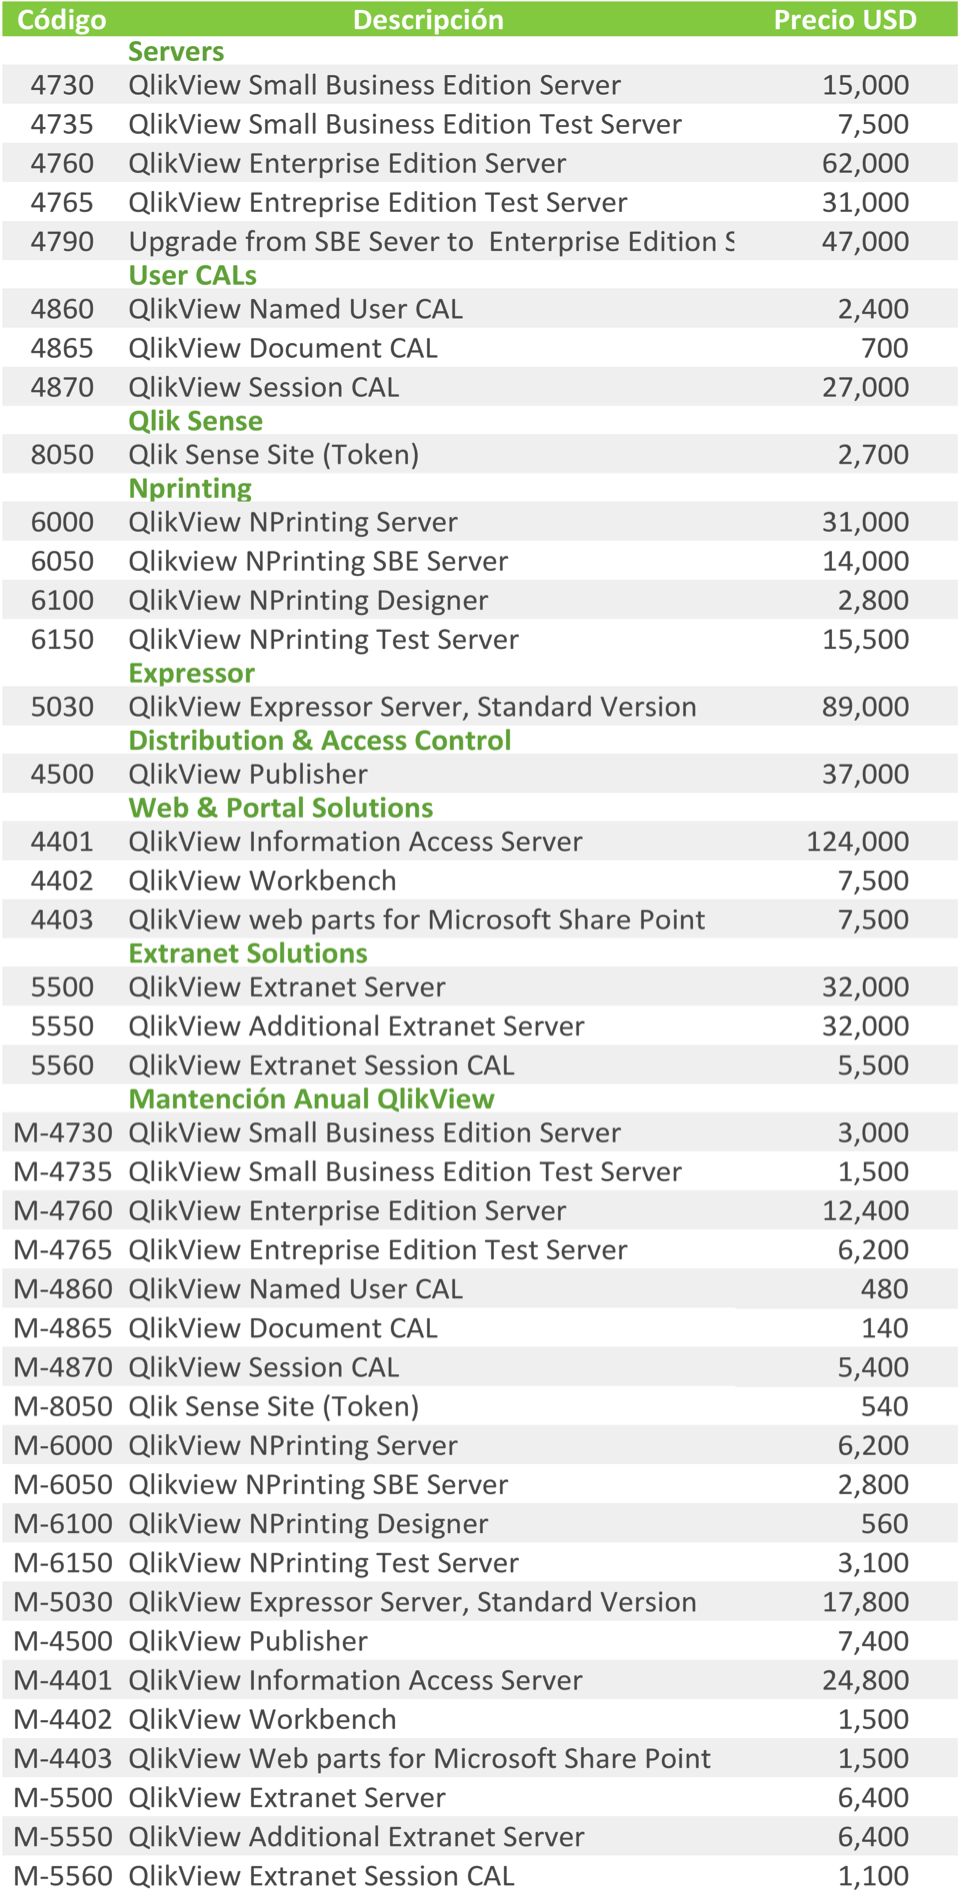 Código Descripción Precio USD
Servers
4730 QlikView Small Business Edition Server 15,000
4735 QlikView Small Business Edition Test Server 7,500
4760 QlikView Enterprise Edition Server 62,000
4765 QlikView Entreprise Edition Test Server 31,000
4790 Upgrade from SBE Sever to Enterprise Edition S 47,000
User CALs
4860 QlikView Named User CAL 2,400
4865 QlikView Document CAL 700
4870 QlikView Session CAL 27,000
Qlik Sense
8050 Qlik Sense Site (Token) 2,700
Nprinting
6000 QlikView NPrinting Server 31,000
6050 Qlikview NPrinting SBE Server 14,000
6100 QlikView NPrinting Designer 2,800
6150 QlikView NPrinting Test Server 15,500
Expressor
5030 QlikView Expressor Server, Standard Version 89,000
Distribution & Access Control
4500 QlikView Publisher 37,000
Web & Portal Solutions
4401 QlikView Information Access Server 124,000
4402 QlikView Workbench 7,500
4403 QlikView web parts for Microsoft Share Point 7,500
Extranet Solutions
5500 QlikView Extranet Server 32,000
5550 QlikView Additional Extranet Server 32,000
5560 QlikView Extranet Session CAL 5,500
Mantención Anual QlikView
M-4730 QlikView Small Business Edition Server 3,000
M-4735 QlikView Small Business Edition Test Server 1,500
M-4760 QlikView Enterprise Edition Server 12,400
M-4765 QlikView Entreprise Edition Test Server 6,200
M-4860 QlikView Named User CAL 480
M-4865 QlikView Document CAL 140
M-4870 QlikView Session CAL 5,400
M-8050 Qlik Sense Site (Token) 540
M-6000 QlikView NPrinting Server 6,200
M-6050 Qlikview NPrinting SBE Server 2,800
M-6100 QlikView NPrinting Designer 560
M-6150 QlikView NPrinting Test Server 3,100
M-5030 QlikView Expressor Server, Standard Version 17,800
M-4500 QlikView Publisher 7,400
M-4401 QlikView Information Access Server 24,800
M-4402 QlikView Workbench 1,500
M-4403 QlikView Web parts for Microsoft Share Point 1,500
M-5500 QlikView Extranet Server 6,400
M-5550 QlikView Additional Extranet Server 6,400
M-5560 QlikView Extranet Session CAL 1,100